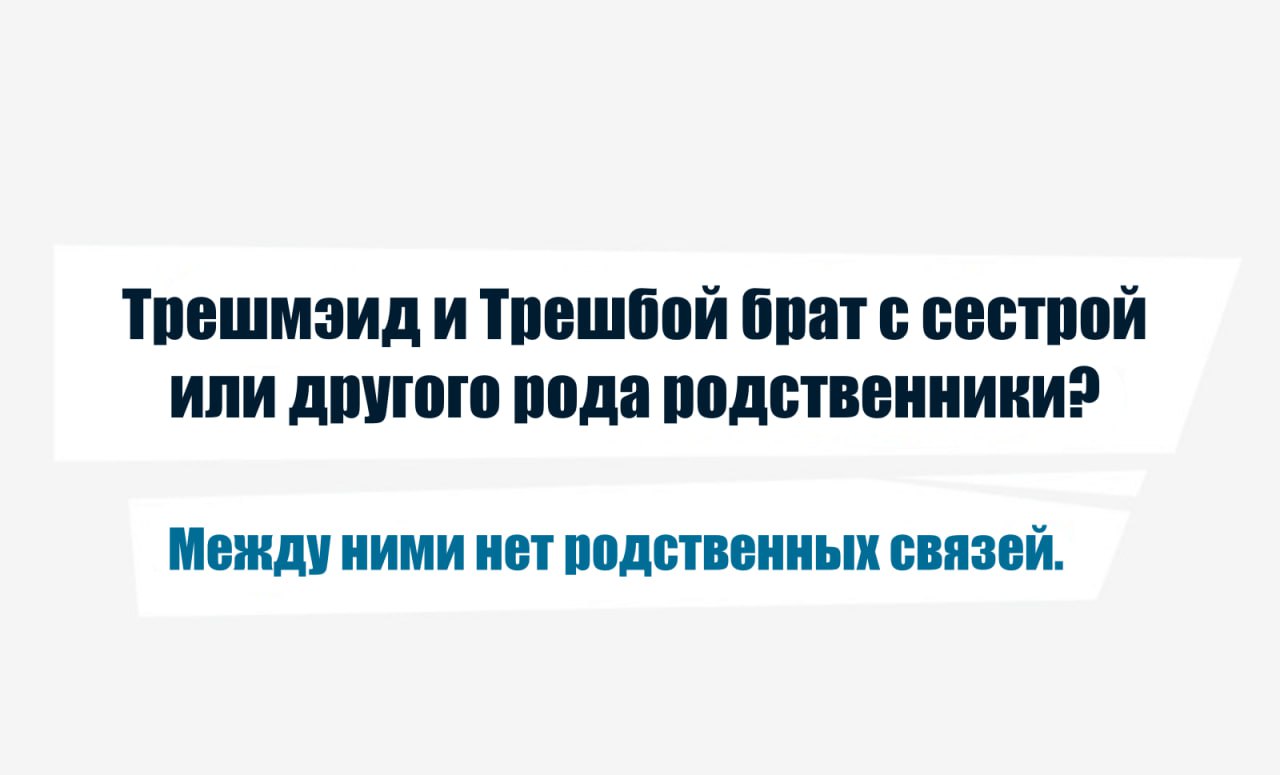 Трешмэид и Трешбой брат с сестрой
или другого рода родственники?
Между ними нет родственных связей.